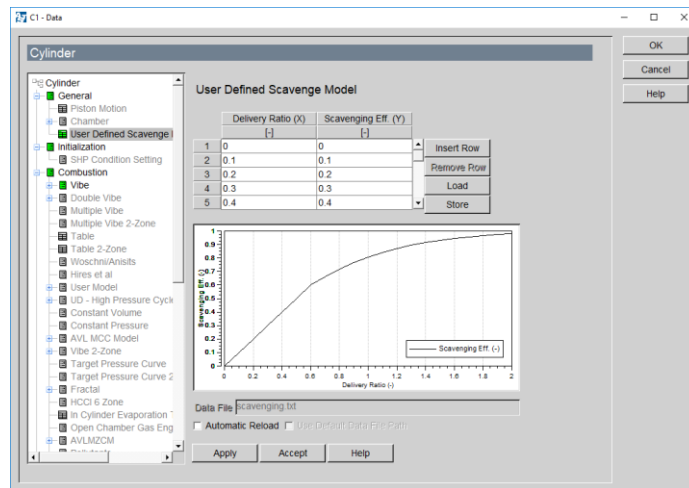 C1 - Data
OK
Cancel
Help
Cylinder
Cylinder
General
Piston Motion
Chamber
User Defined Scavenge
Initialization
SHP Condition Setting
Combustion
Vibe
Double Vibe
Multiple Vibe
Multiple Vibe 2-Zone
Table
Table 2-Zone
Woschni/Anisits
Hires et al
User Model
UD - High Pressure Cycle
Constant Volume
Constant Pressure
AVL MCC Model
Vibe 2-Zone
Target Pressure Curve
Target Pressure Curve 2
Fractal
HCCI 6 Zone
In Cylinder Evaporation
Open Chamber Gas Eng
AVLMZCM
User Defined Scavenge Model
Delivery Ratio (X) Scavenging Eff. (Y)
[-] [-]
1 0 0
2 0.1 0.1
3 0.2 0.2
4 0.3 0.3
5 0.4 0.4
Insert Row
Remove Row
Load
Store
1
0.9
0.8
0.7
0.6
0.5
0.4
0.3
0.2
0.1
0
Scavenging Eff. (-)
Scavenging Eff. (-)
0 0.2 0.4 0.6 0.8 1 1.2 1.4 1.6 1.8 2
Delivery Ratio (-)
Data File scavenging.txt
Automatic Reload Use Default Data File Path
Apply Accept Help